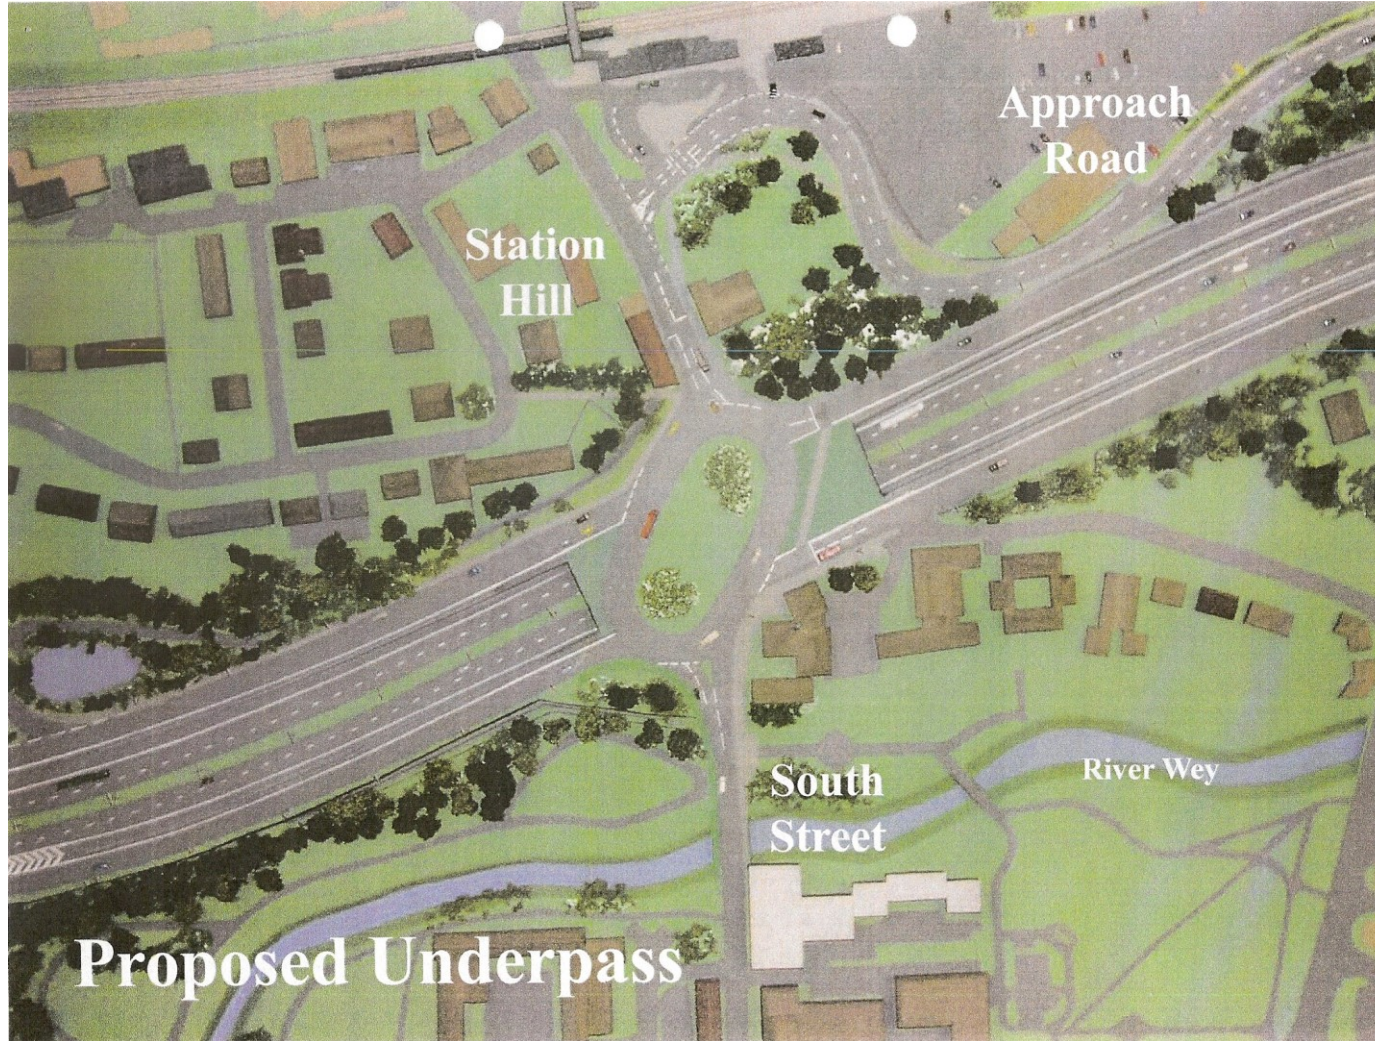 Approach
Road
Station
Hill
River Wey
South
Street
Proposed Underpass